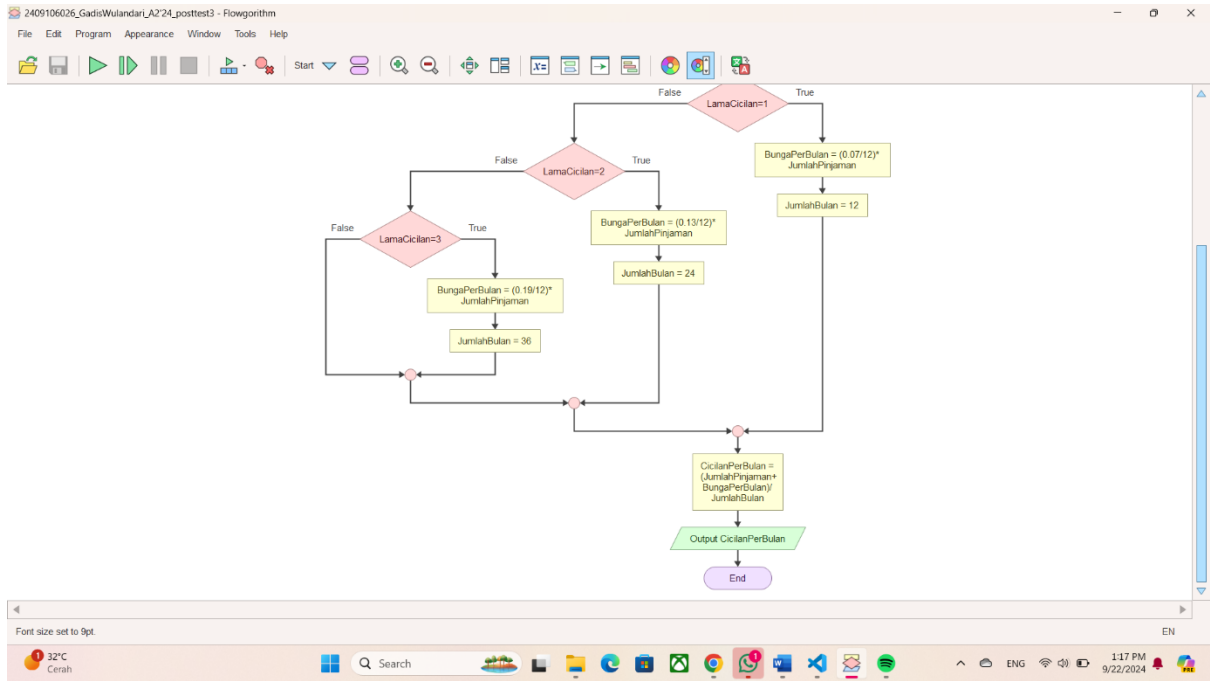 2409106026_GadisWulandari_A2'24_posttest3 - Flowgorithm
File Edit Program Appearance Window Tools Help
Start
False
True
LamaCicilan=1
BungaPerBulan = (0.07/12)*
JumlahPinjaman
JumlahBulan = 12
False
True
LamaCicilan=2
BungaPerBulan = (0.13/12)*
JumlahPinjaman
JumlahBulan = 24
False
True
LamaCicilan=3
BungaPerBulan = (0.19/12)*
JumlahPinjaman
JumlahBulan = 36
CicilanPerBulan =
(JumlahPinjaman+
BungaPerBulan)/
JumlahBulan
Output CicilanPerBulan
End
Font size set to 9pt.
EN
1
32°C
Cerah
Search
ENG
1:17 PM
9/22/2024
PRE